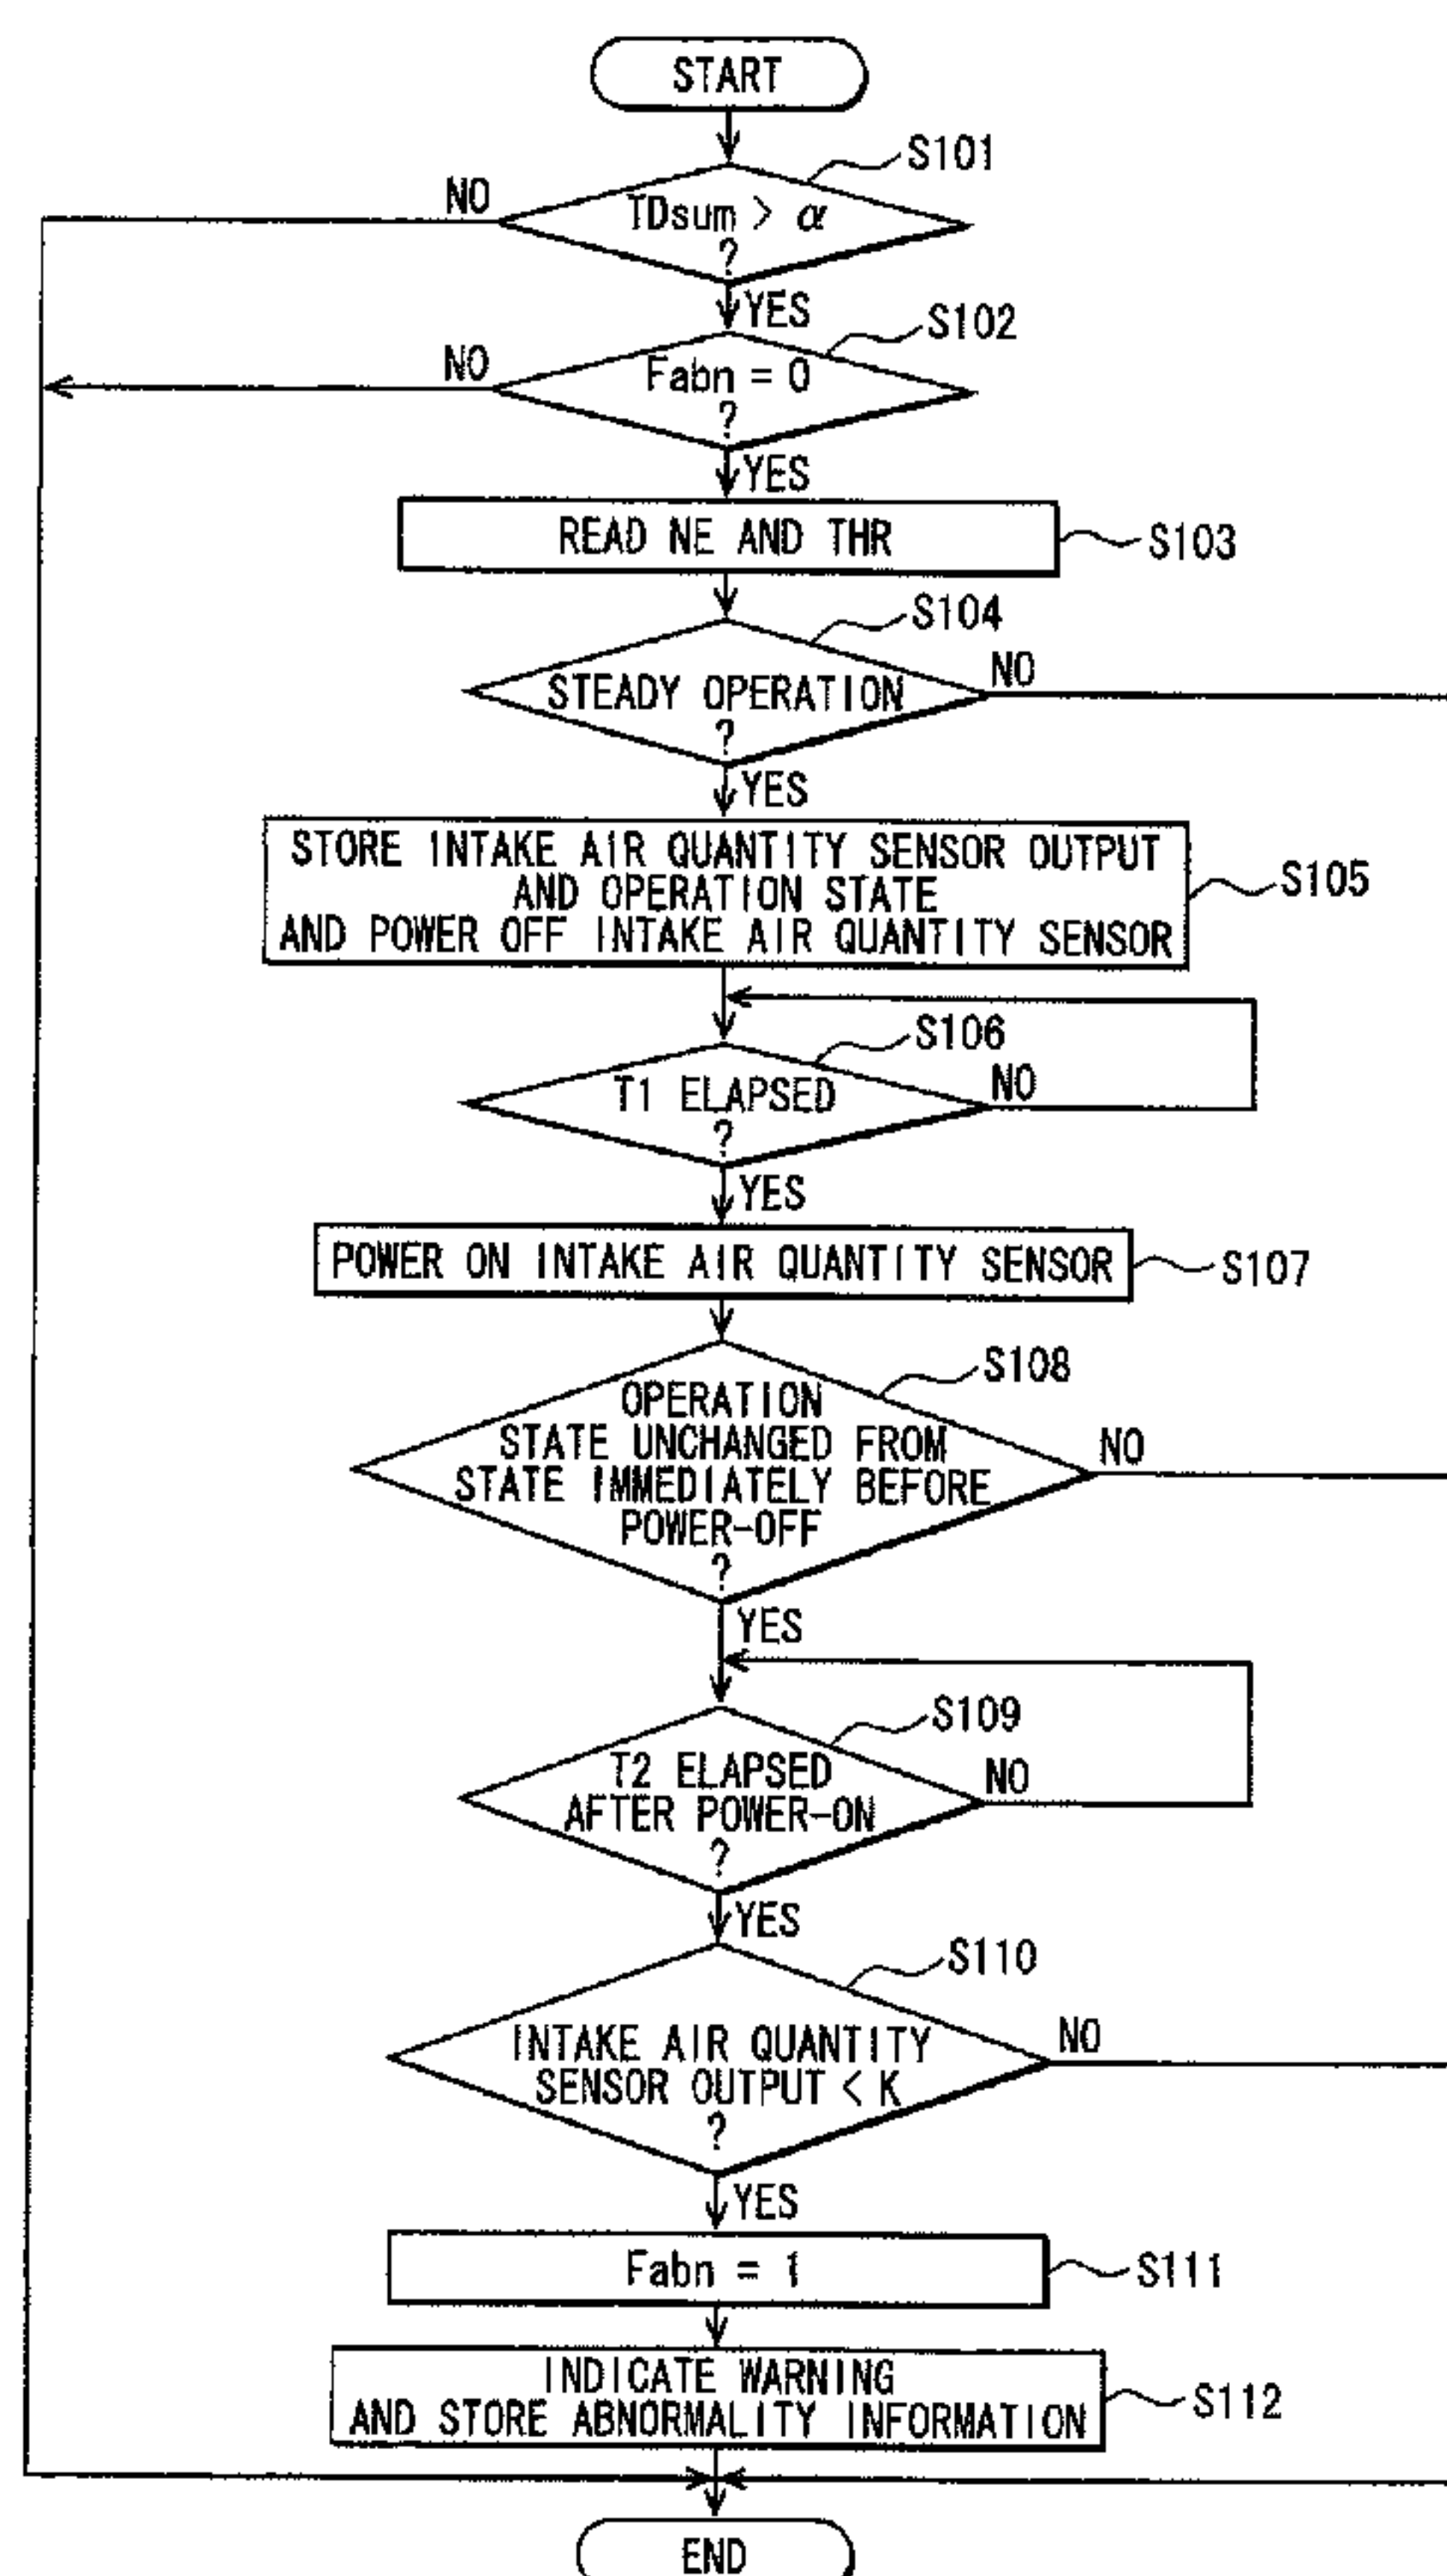 START
S101
NO
TDsum > α
?
YES
S102
NO
Fabn = 0
?
YES
READ NE AND THR
S103
S104
NO
STEADY OPERATION
?
YES
STORE INTAKE AIR QUANTITY SENSOR OUTPUT
AND OPERATION STATE
AND POWER OFF INTAKE AIR QUANTITY SENSOR
S105
S106
NO
T1 ELAPSED
?
YES
POWER ON INTAKE AIR QUANTITY SENSOR
S107
S108
OPERATION
STATE UNCHANGED FROM
STATE IMMEDIATELY BEFORE
POWER-OFF
?
NO
YES
S109
T2 ELAPSED
AFTER POWER-ON
?
NO
YES
S110
INTAKE AIR QUANTITY
SENSOR OUTPUT < K
?
NO
YES
Fabn = 1
S111
INDICATE WARNING
AND STORE ABNORMALITY INFORMATION
S112
END